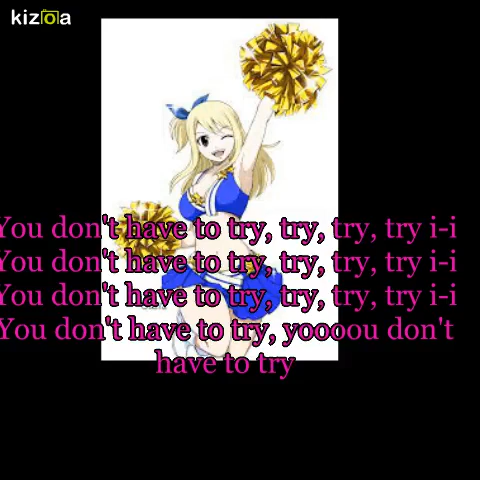 kizoa
You don't have to try, try, try, try i-i
You don't have to try, try, try, try i-i
You don't have to try, try, try, try i-i
You don't have to try, yoooou don't
have to try